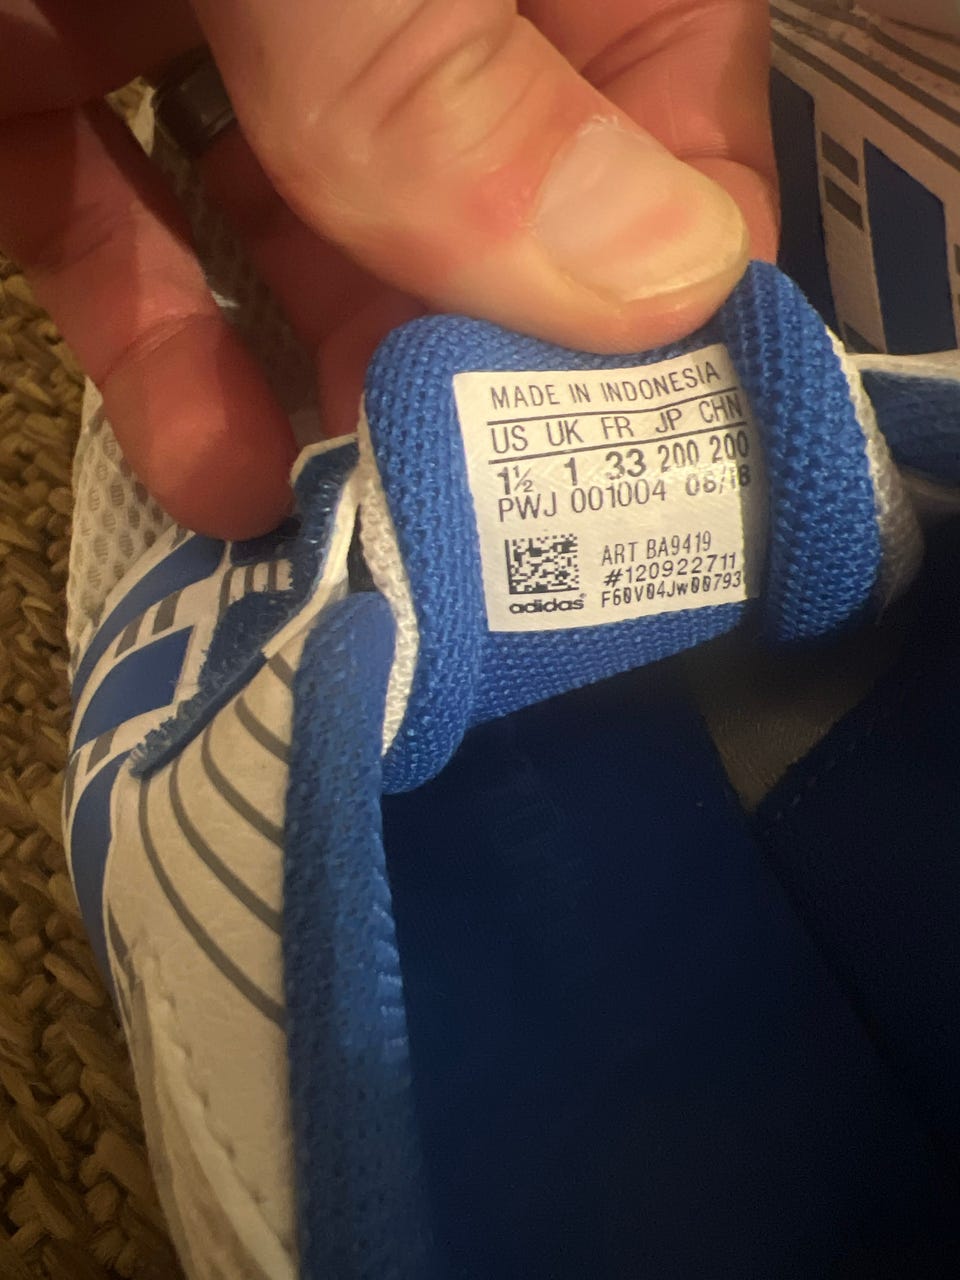 MADE IN INDONESIA
US UK FR JP CHN
1½ 1 33 200 200
PWJ 001004 08/18
ART BA9419
#120922711
adidas® F60V04Jw00793